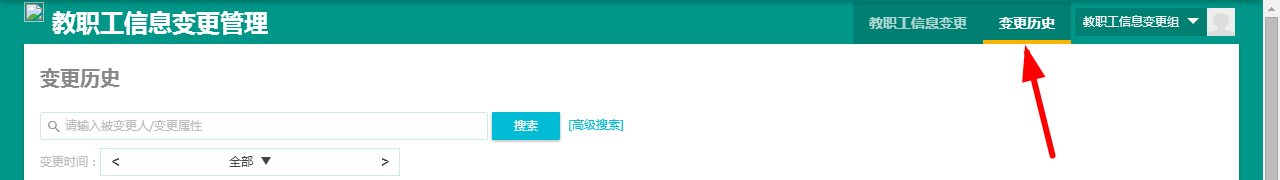 教职工信息变更管理
教职工信息变更 变更历史 教职工信息变更组
变更历史
请输入被变更人/变更属性 搜索 [高级搜索]
变更时间： < 全部 ▼ >